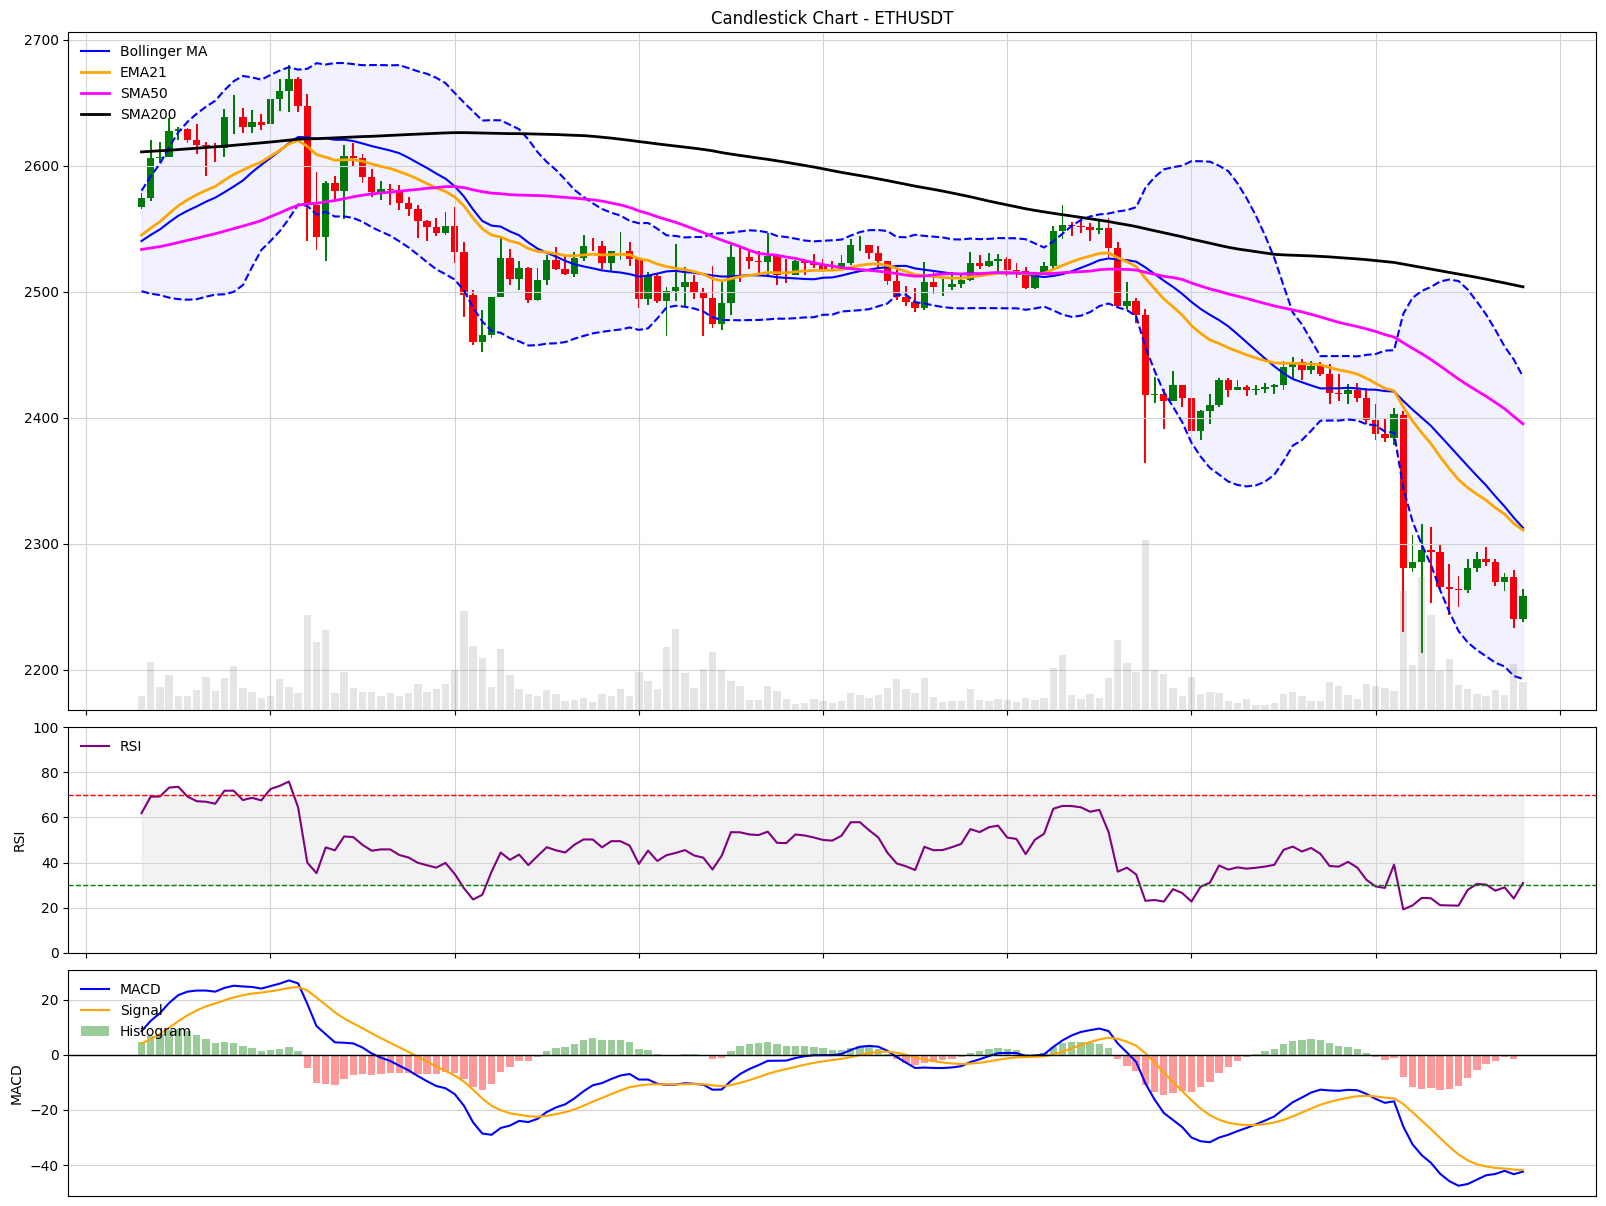 Candlestick Chart - ETHUSDT
2700
2600
2500
2400
2300
2200
Bollinger MA
EMA21
SMA50
SMA200
100
80
60
40
20
0
RSI
RSI
20
0
−20
−40
MACD
MACD
Signal
Histogram